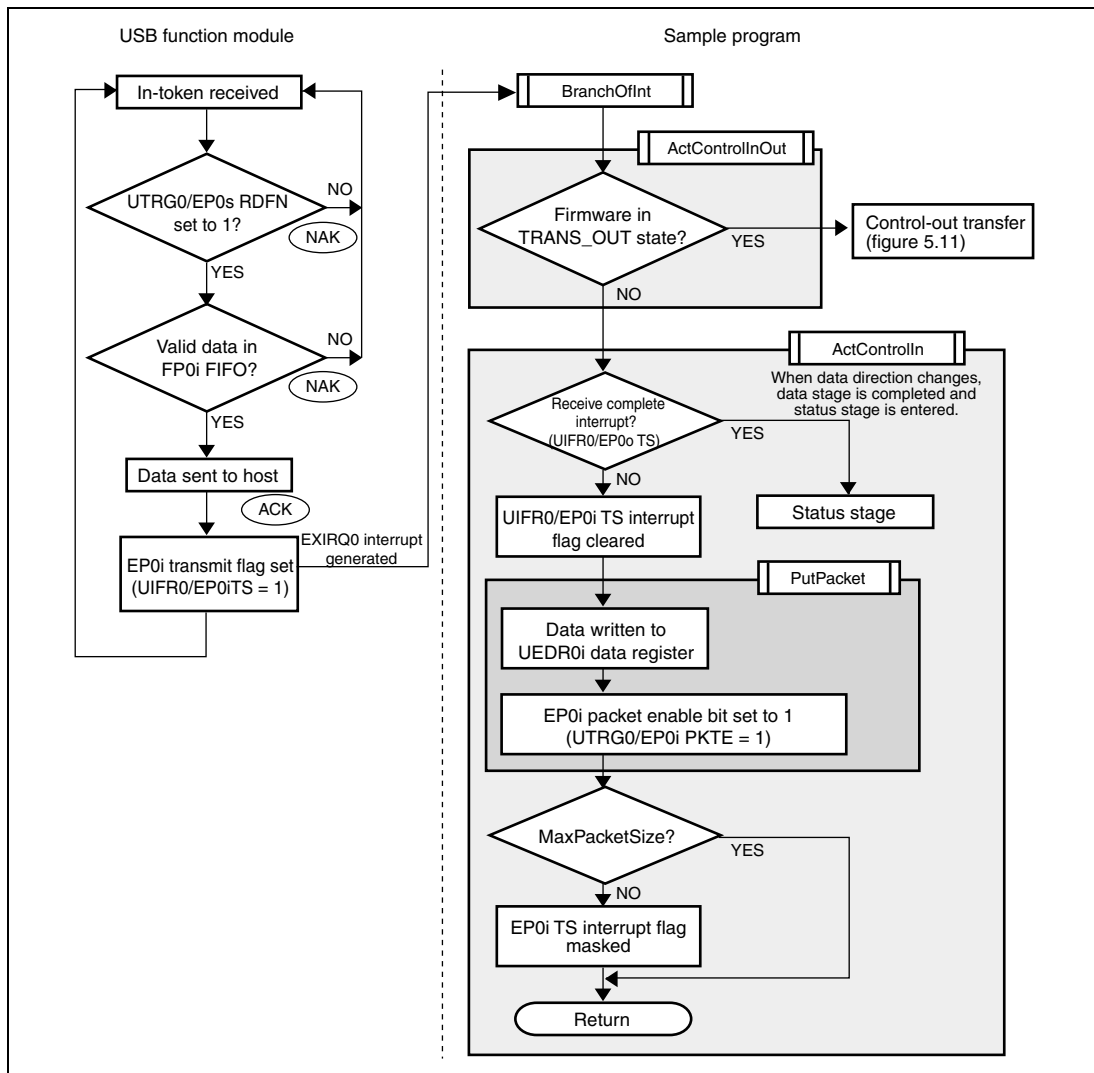 USB function module
Sample program
In-token received
BranchOfInt
ActControlInOut
UTRG0/EP0s RDFN
set to 1?
NO
NAK
YES
Firmware in
TRANS_OUT state?
YES
Control-out transfer
(figure 5.11)
NO
Valid data in
FP0i FIFO?
NO
NAK
YES
ActControlIn
When data direction changes,
data stage is completed and
status stage is entered.
Receive complete
interrupt?
(UIFR0/EP0o TS)
YES
NO
Status stage
Data sent to host
ACK
EXIRQ0 interrupt
generated
EP0i transmit flag set
(UIFR0/EP0iTS = 1)
UIFR0/EP0i TS interrupt
flag cleared
PutPacket
Data written to
UEDR0i data register
EP0i packet enable bit set to 1
(UTRG0/EP0i PKTE = 1)
MaxPacketSize?
YES
NO
EP0i TS interrupt flag
masked
Return